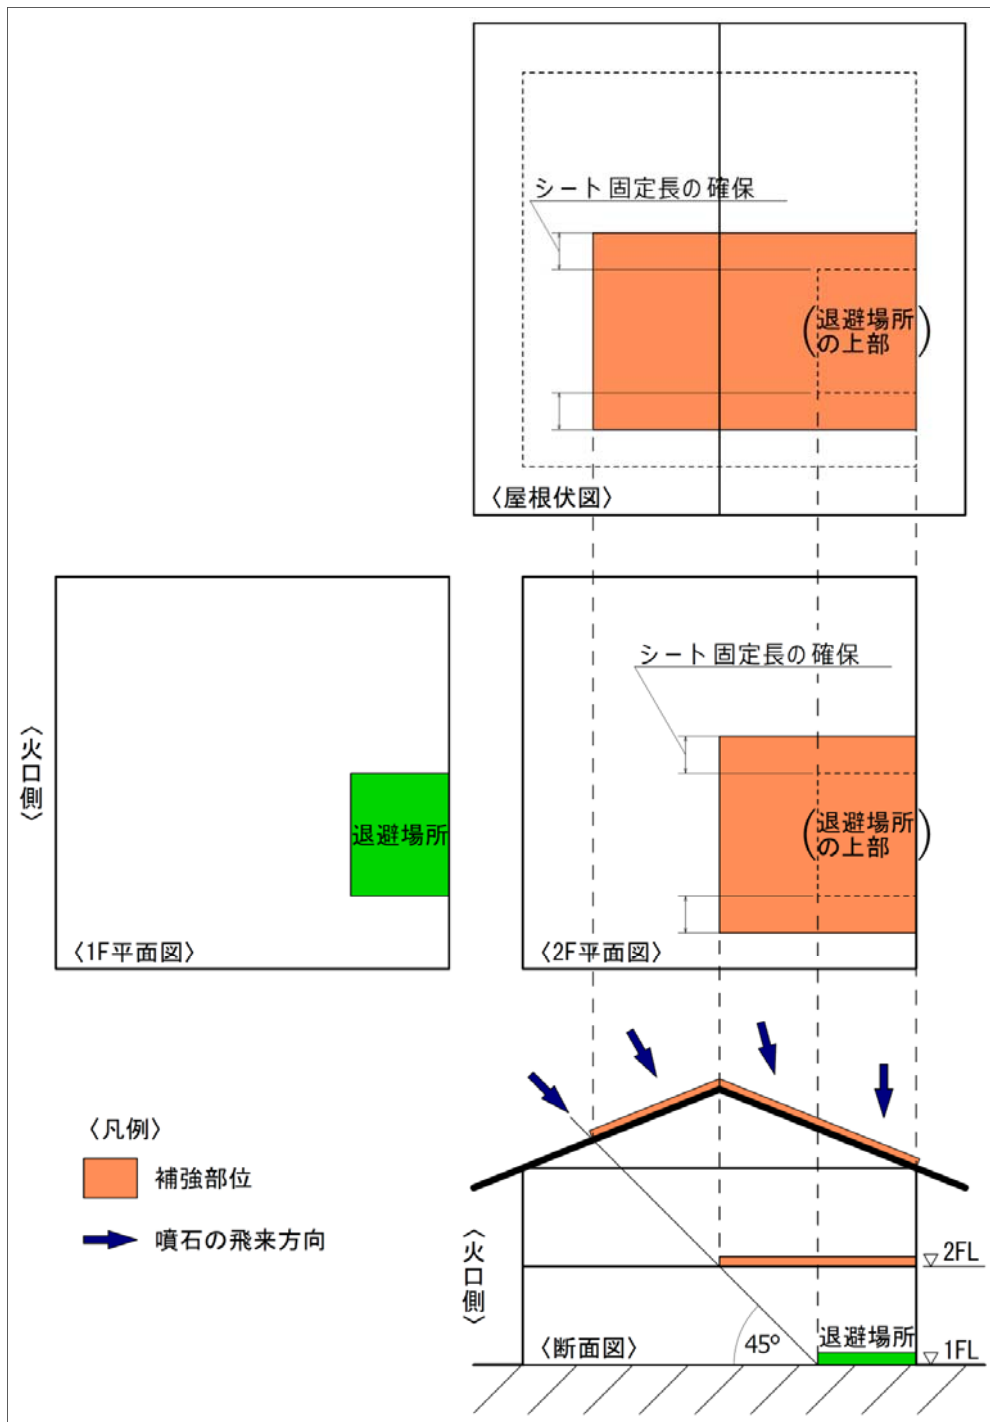 シート固定長の確保
(退避場所
の上部)
〈屋根伏図〉
〈火口側〉
退避場所
〈1F平面図〉
シート固定長の確保
(退避場所
の上部)
〈2F平面図〉
〈凡例〉
補強部位
噴石の飛来方向
〈火口側〉
2FL
45°
退避場所
1FL
〈断面図〉